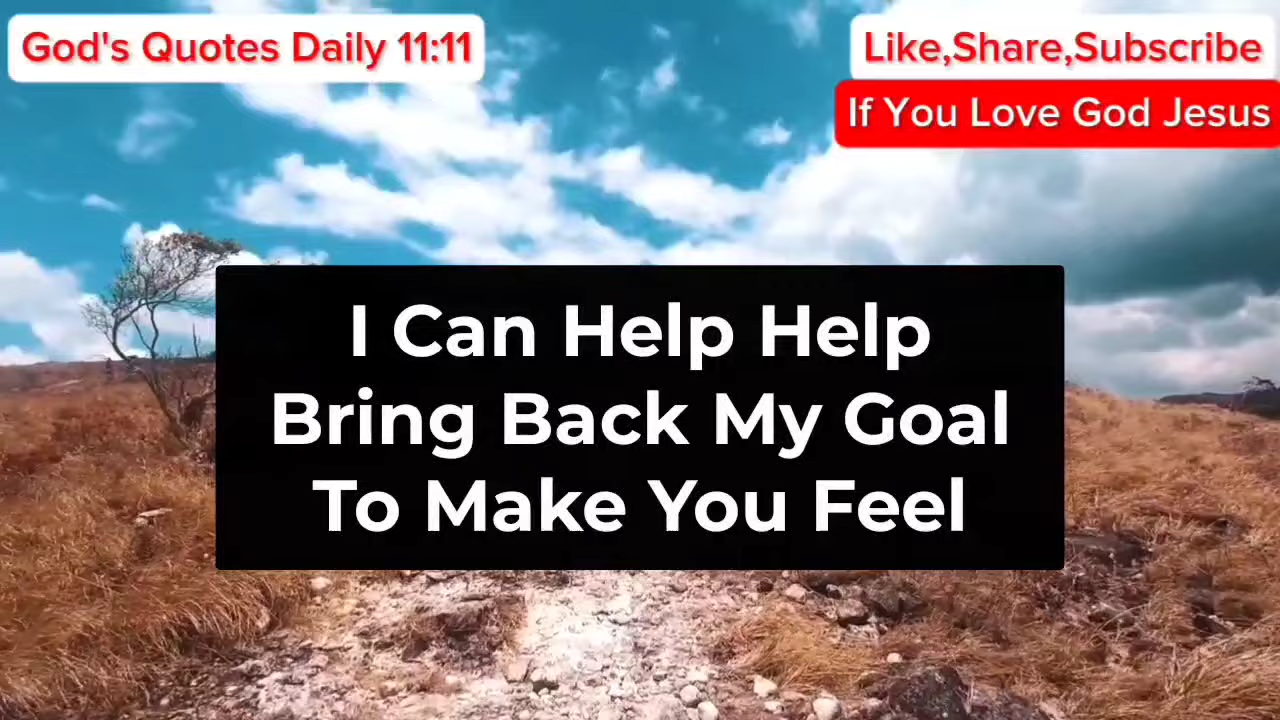 God's Quotes Daily 11:11
Like,Share,Subscribe
If You Love God Jesus
I Can Help Help
Bring Back My Goal
To Make You Feel